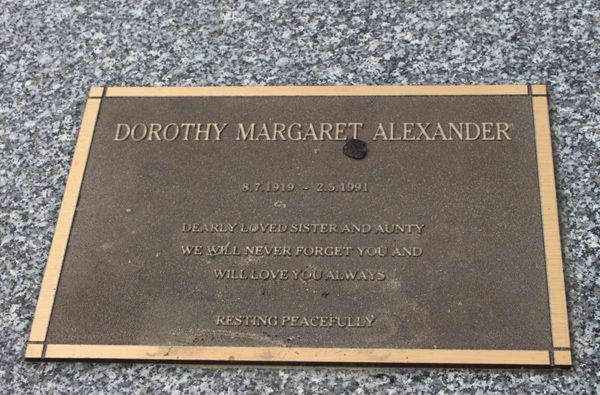 DOROTHY MARGARET ALEXANDER
8.7.1919 ~ 2.5.1991
DEARLY LOVED SISTER AND AUNTY
WE WILL NEVER FORGET YOU AND
WILL LOVE YOU ALWAYS
RESTING PEACEFULLY